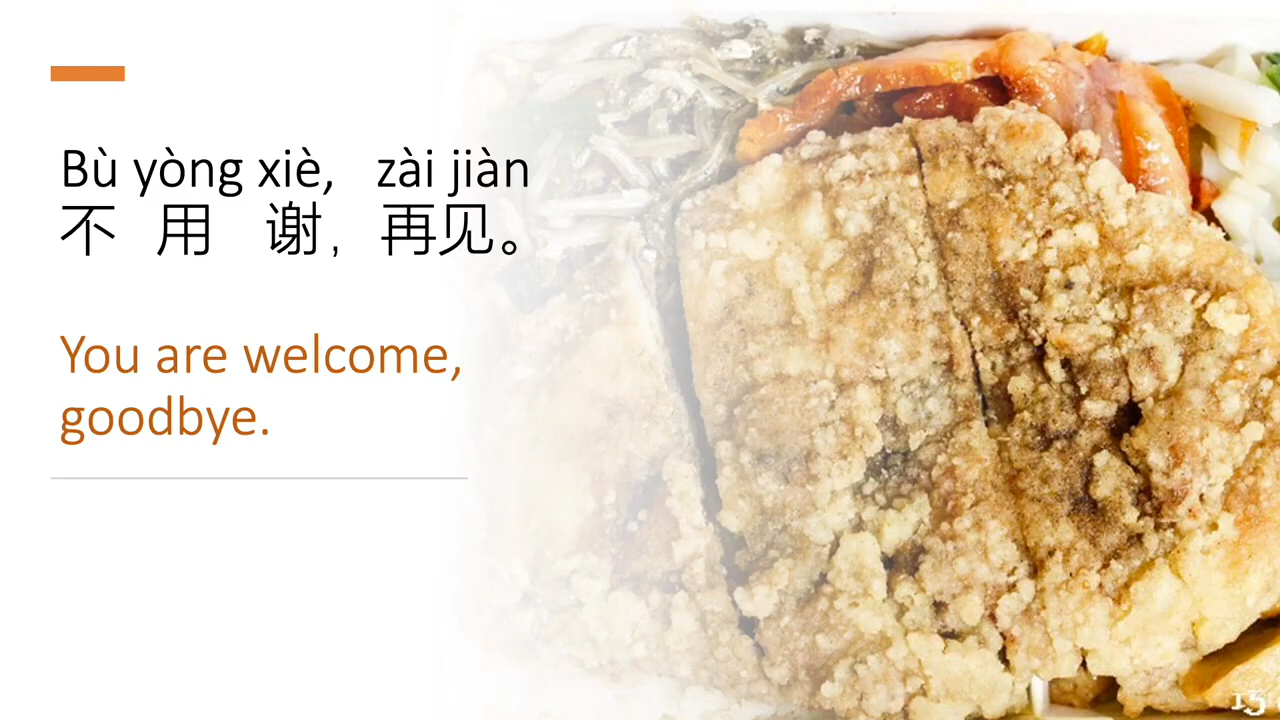 Bù yòng xiè, zài jiàn
不 用 谢, 再见。
You are welcome,
goodbye.